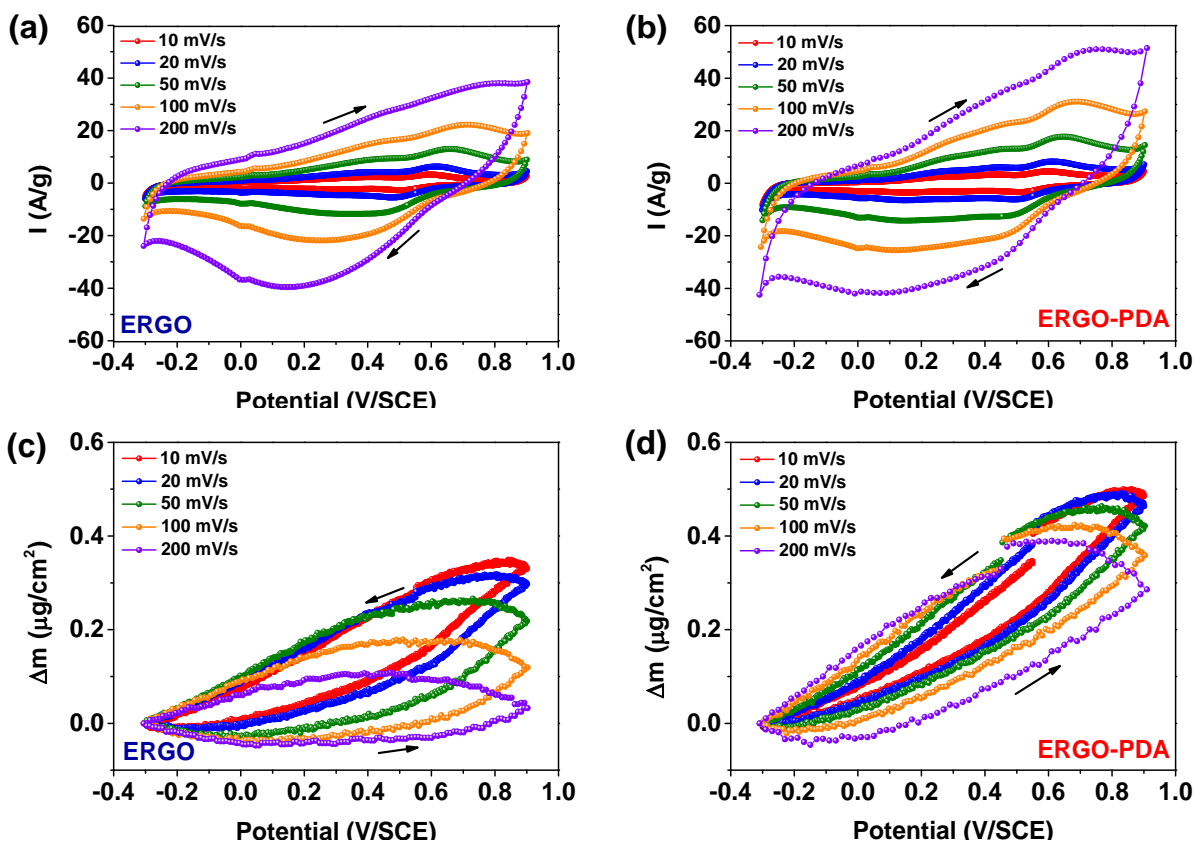 (a)
60
40
20
0
-20
-40
-60
I (A/g)
10 mV/s
20 mV/s
50 mV/s
100 mV/s
200 mV/s
ERGO
-0.4 -0.2 0.0 0.2 0.4 0.6 0.8 1.0
Potential (V/SCE)
(b)
60
40
20
0
-20
-40
-60
I (A/g)
10 mV/s
20 mV/s
50 mV/s
100 mV/s
200 mV/s
ERGO-PDA
-0.4 -0.2 0.0 0.2 0.4 0.6 0.8 1.0
Potential (V/SCE)
(c)
0.6
0.4
0.2
0.0
Δm (µg/cm²)
10 mV/s
20 mV/s
50 mV/s
100 mV/s
200 mV/s
ERGO
-0.4 -0.2 0.0 0.2 0.4 0.6 0.8 1.0
Potential (V/SCE)
(d)
0.6
0.4
0.2
0.0
Δm (µg/cm²)
10 mV/s
20 mV/s
50 mV/s
100 mV/s
200 mV/s
ERGO-PDA
-0.4 -0.2 0.0 0.2 0.4 0.6 0.8 1.0
Potential (V/SCE)